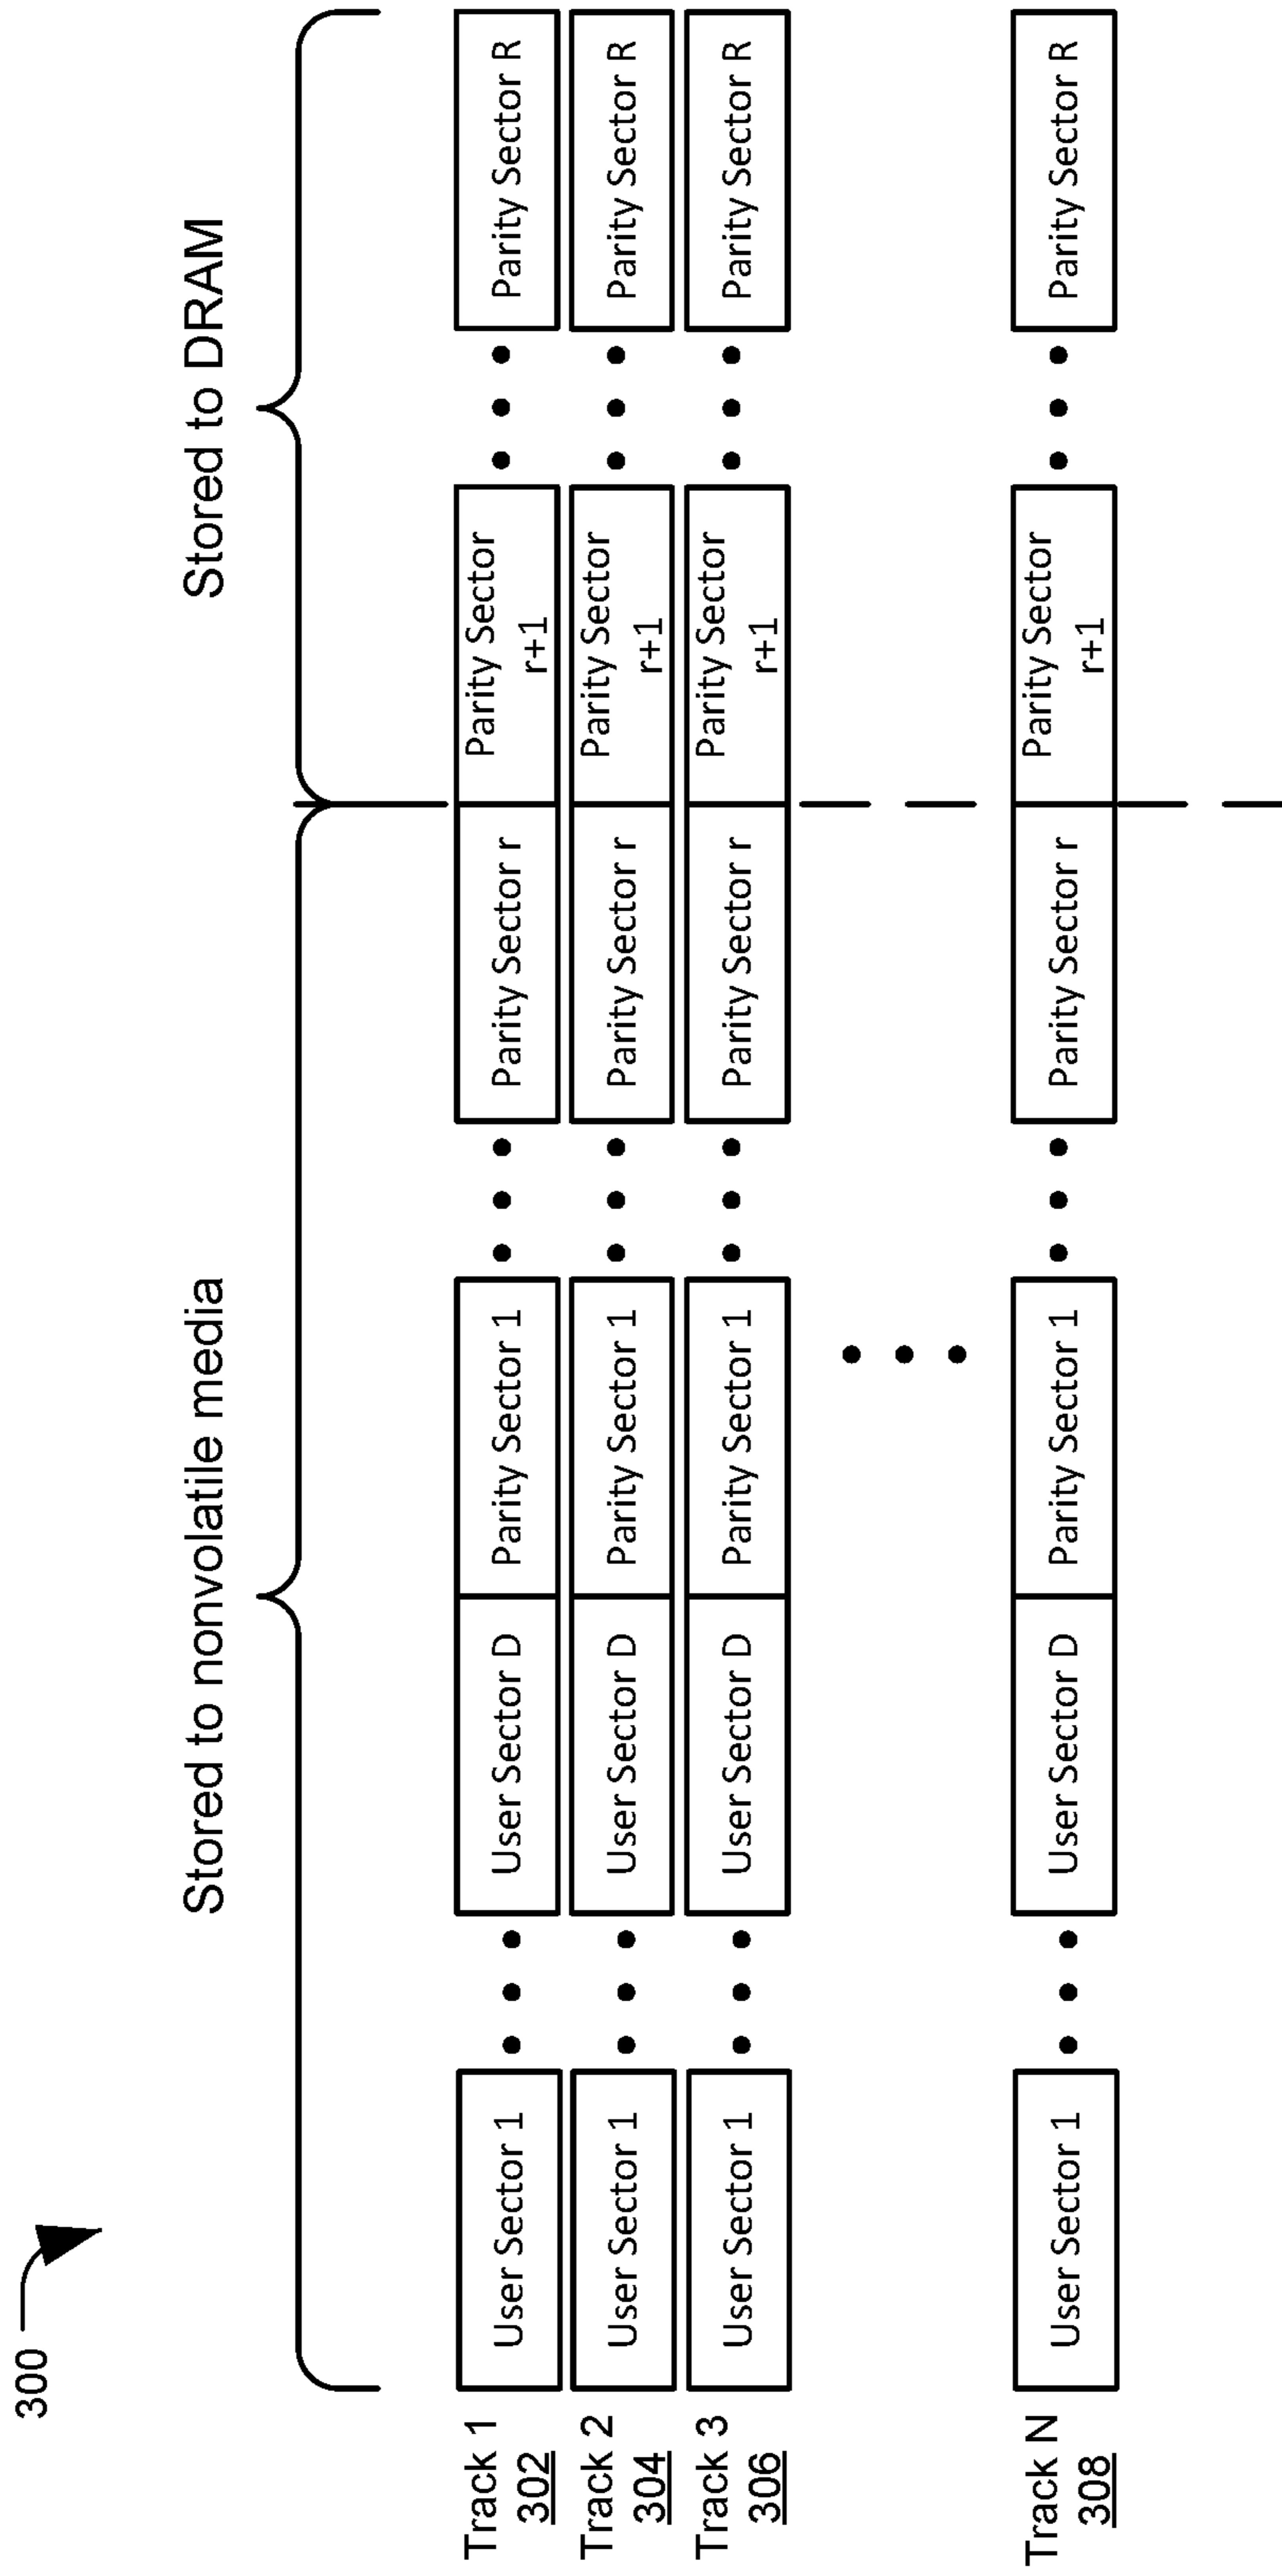 300
Stored to nonvolatile media
Stored to DRAM
Track 1
302
User Sector 1
User Sector D
Parity Sector 1
Parity Sector r
Parity Sector
r+1
Parity Sector R
Track 2
304
User Sector 1
User Sector D
Parity Sector 1
Parity Sector r
Parity Sector
r+1
Parity Sector R
Track 3
306
User Sector 1
User Sector D
Parity Sector 1
Parity Sector r
Parity Sector
r+1
Parity Sector R
Track N
308
User Sector 1
User Sector D
Parity Sector 1
Parity Sector r
Parity Sector
r+1
Parity Sector R